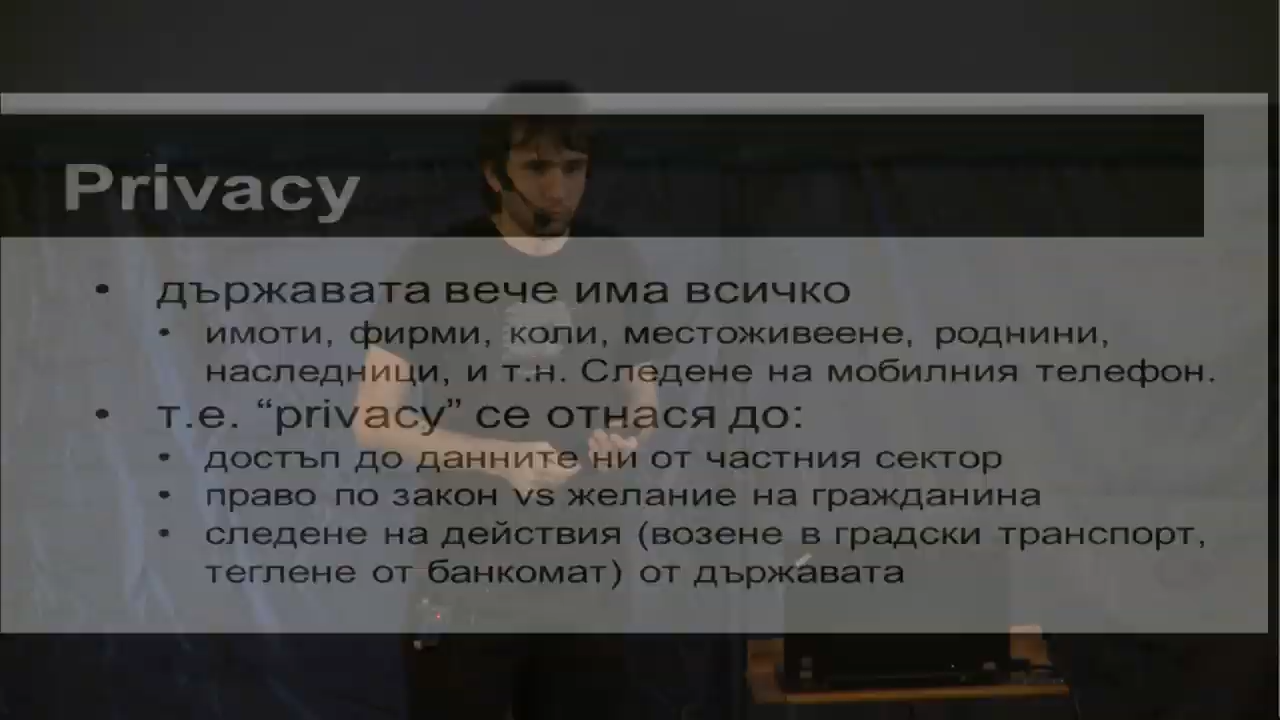 Privacy
• държавата вече има всичко
• имоти, фирми, коли, местоживеене, роднини,
наследници, и т.н. Следене на мобилния телефон.
• т.е. “privacy” се отнася до:
• достъп до данните ни от частния сектор
• право по закон vs желание на гражданина
• следене на действия (возене в градски транспорт,
теглене от банкомат) от държавата